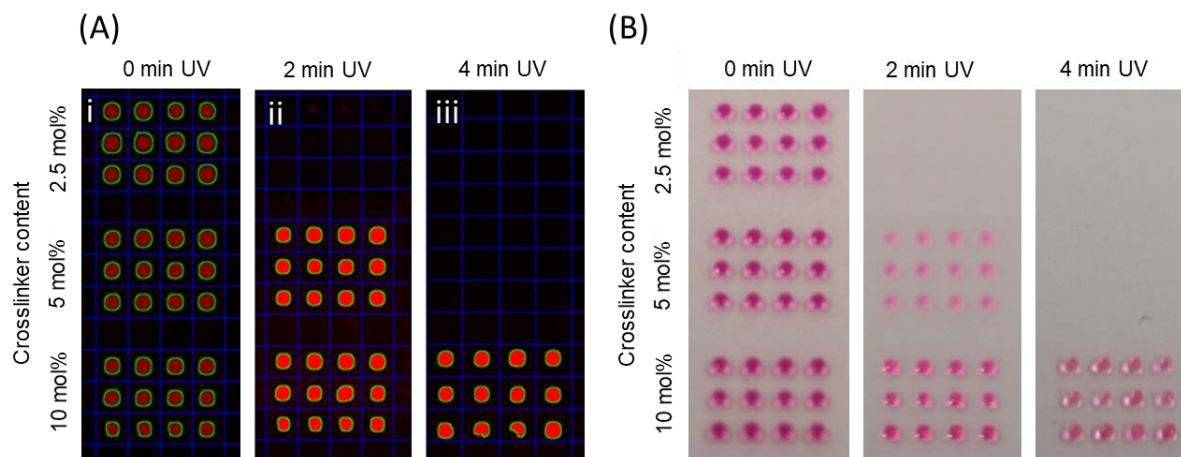 (A)
0 min UV
2 min UV
4 min UV
i
ii
iii
Crosslinker content
2.5 mol%
5 mol%
10 mol%
(B)
0 min UV
2 min UV
4 min UV
Crosslinker content
2.5 mol%
5 mol%
10 mol%